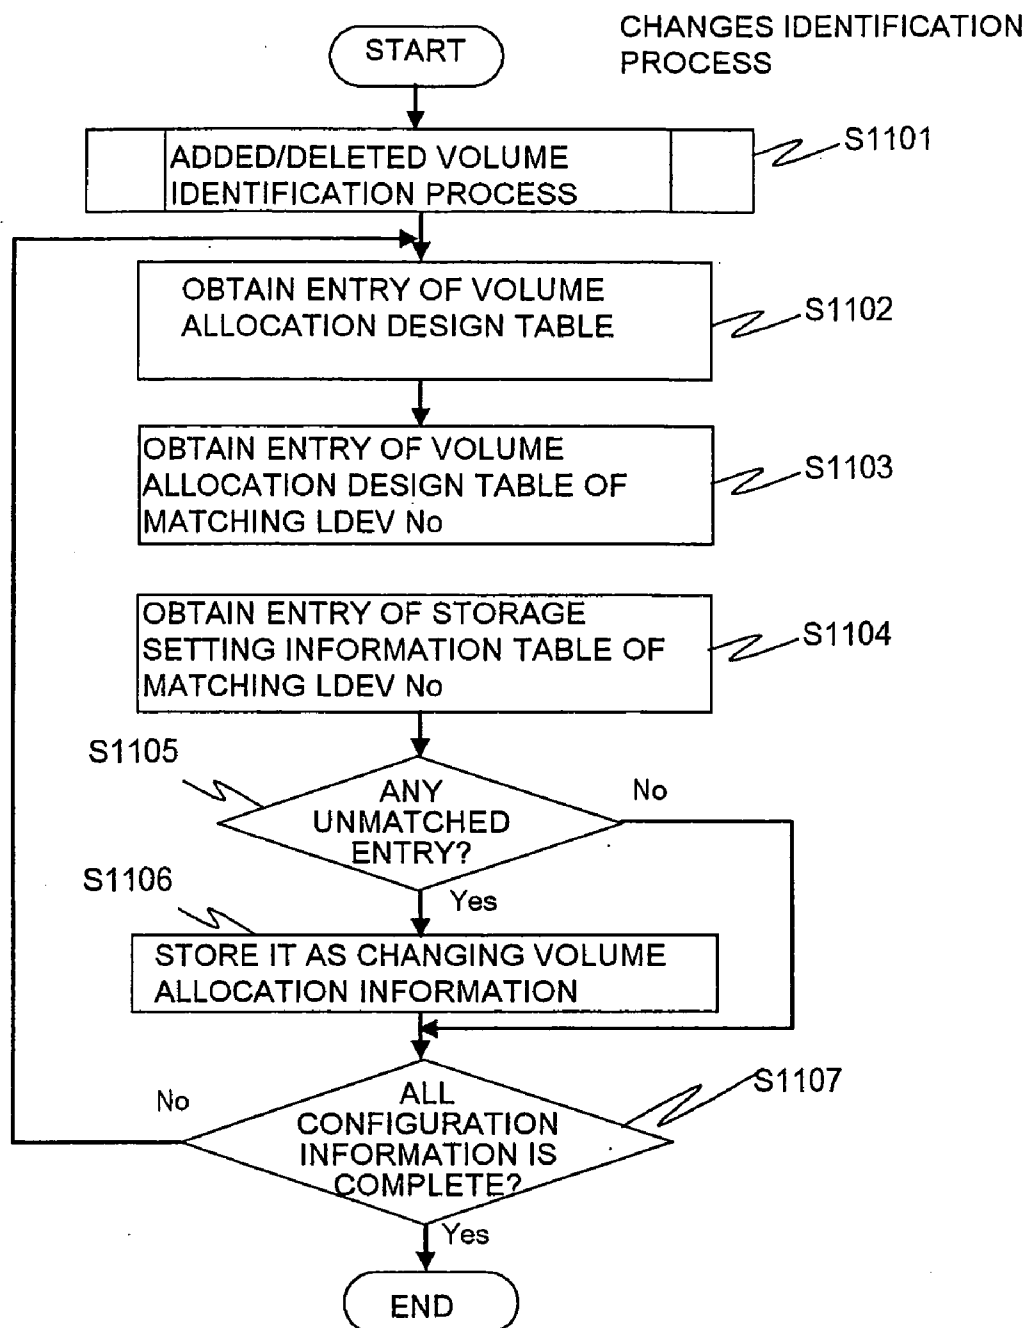 CHANGES IDENTIFICATION
PROCESS
START
ADDED/DELETED VOLUME
IDENTIFICATION PROCESS
S1101
OBTAIN ENTRY OF VOLUME
ALLOCATION DESIGN TABLE
S1102
OBTAIN ENTRY OF VOLUME
ALLOCATION DESIGN TABLE OF
MATCHING LDEV No
S1103
OBTAIN ENTRY OF STORAGE
SETTING INFORMATION TABLE OF
MATCHING LDEV No
S1104
S1105
ANY
UNMATCHED
ENTRY?
No
Yes
S1106
STORE IT AS CHANGING VOLUME
ALLOCATION INFORMATION
S1107
No
ALL
CONFIGURATION
INFORMATION IS
COMPLETE?
Yes
END